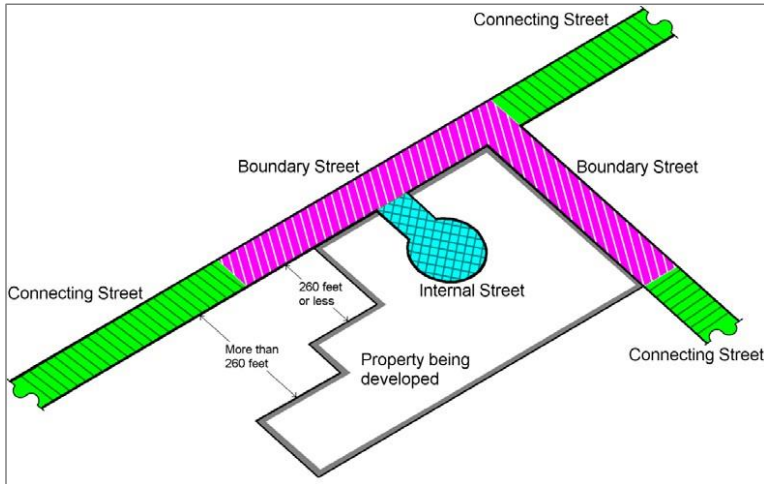 Connecting Street
Boundary Street
Boundary Street
Connecting Street
260 feet
or less
Internal Street
More than
260 feet
Property being
developed
Connecting Street